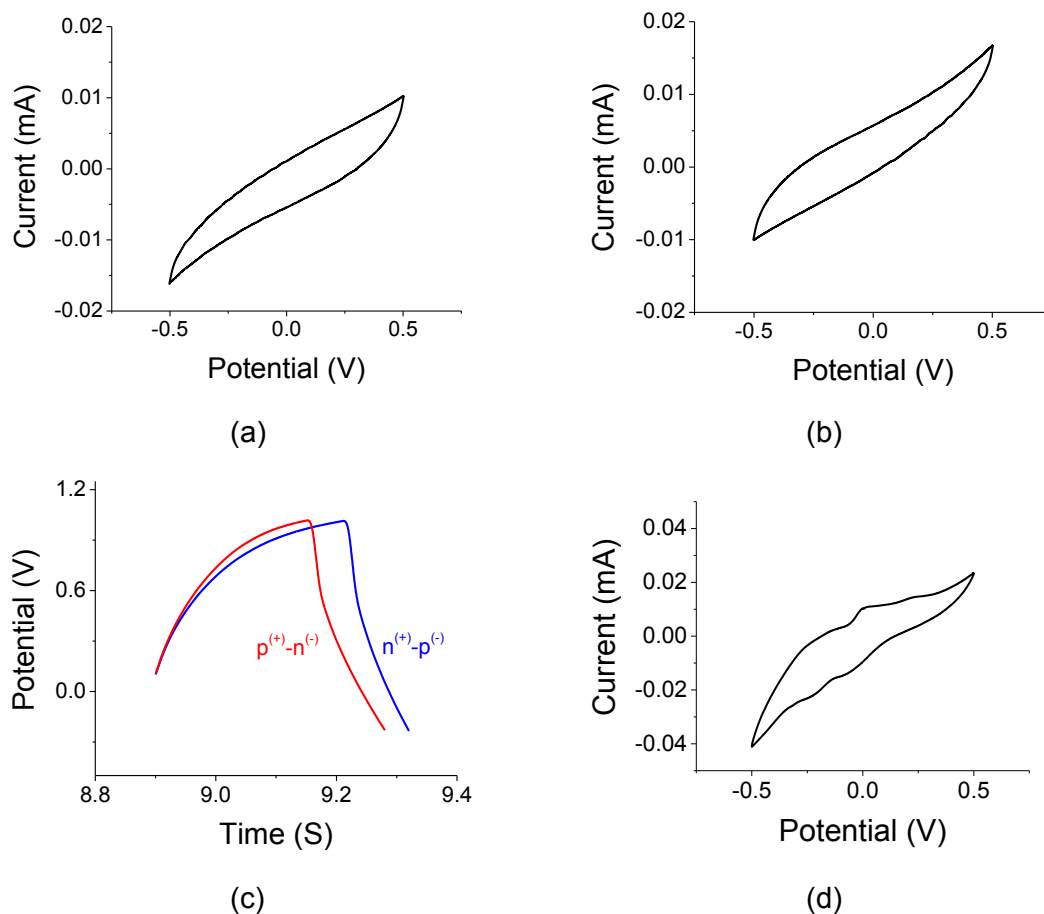 0.02
0.01
0.00
-0.01
-0.02
Current (mA)
-0.5
0.0
0.5
Potential (V)
(a)
0.02
0.01
0.00
-0.01
-0.02
Current (mA)
-0.5
0.0
0.5
Potential (V)
(b)
1.2
0.6
0.0
Potential (V)
p(+)-n(-)
n(+)-p(-)
8.8
9.0
9.2
9.4
Time (S)
(c)
0.04
0.02
0.00
-0.02
-0.04
Current (mA)
-0.5
0.0
0.5
Potential (V)
(d)